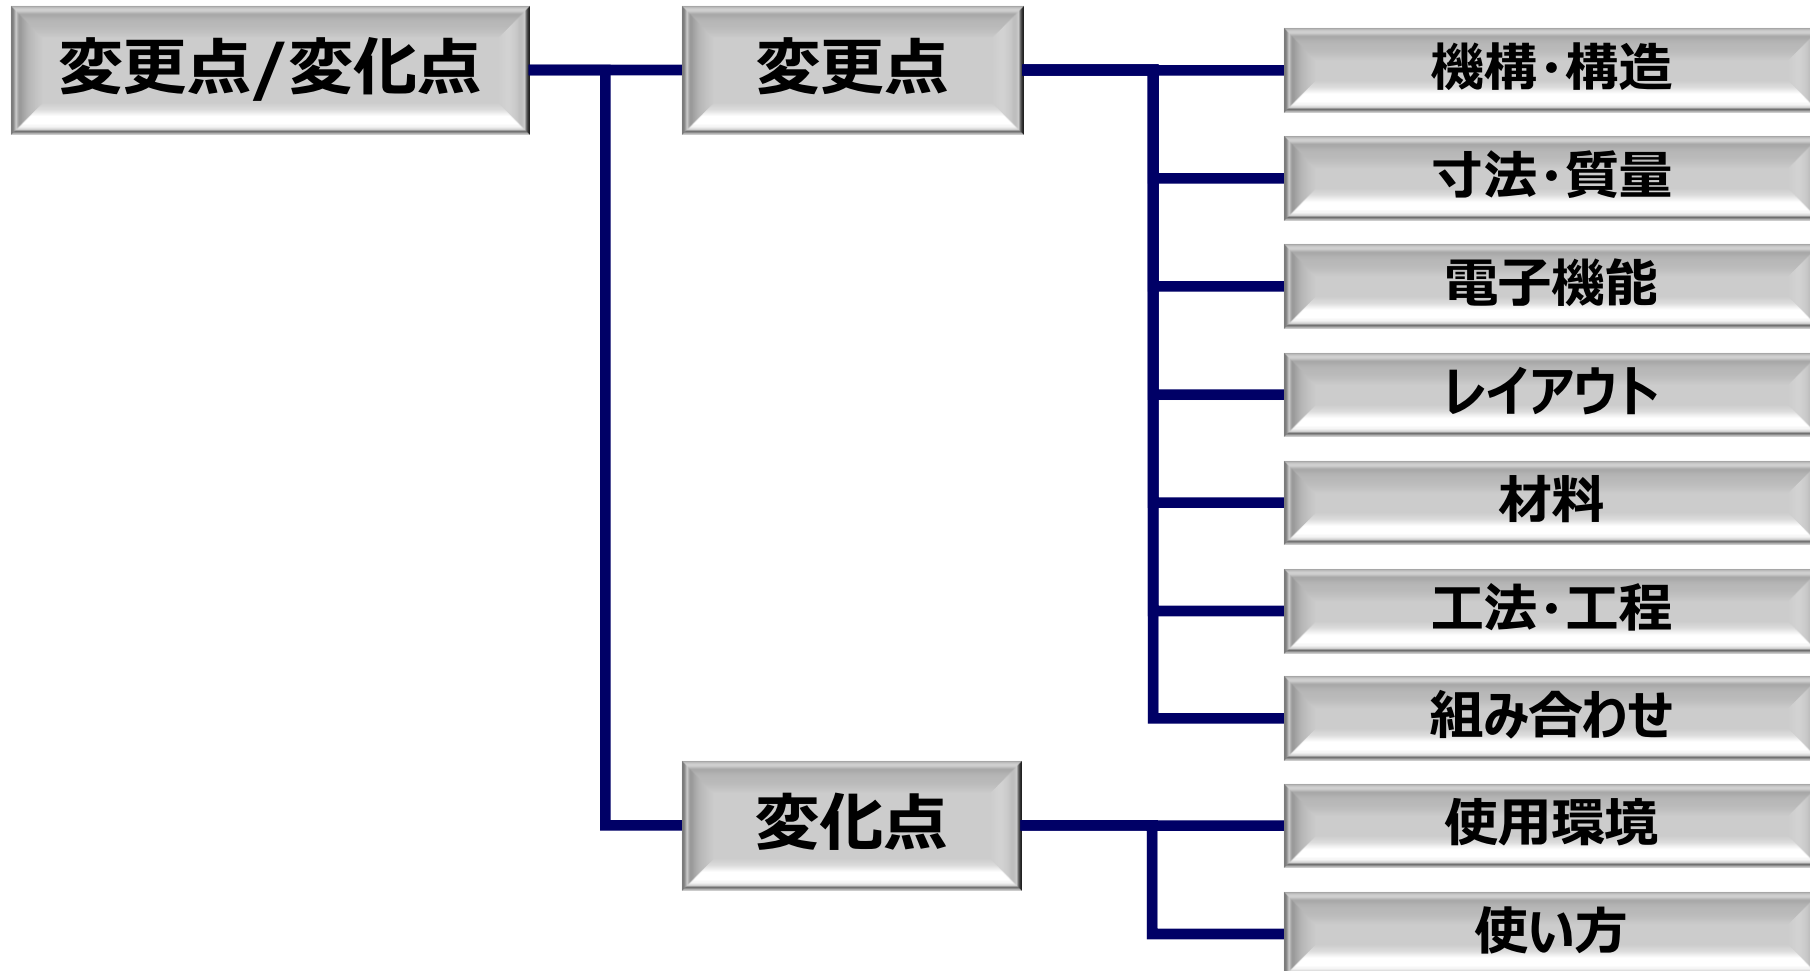 変更点/変化点
変更点
機構･構造
寸法･質量
電子機能
レイアウト
材料
工法･工程
組み合わせ
変化点
使用環境
使い方